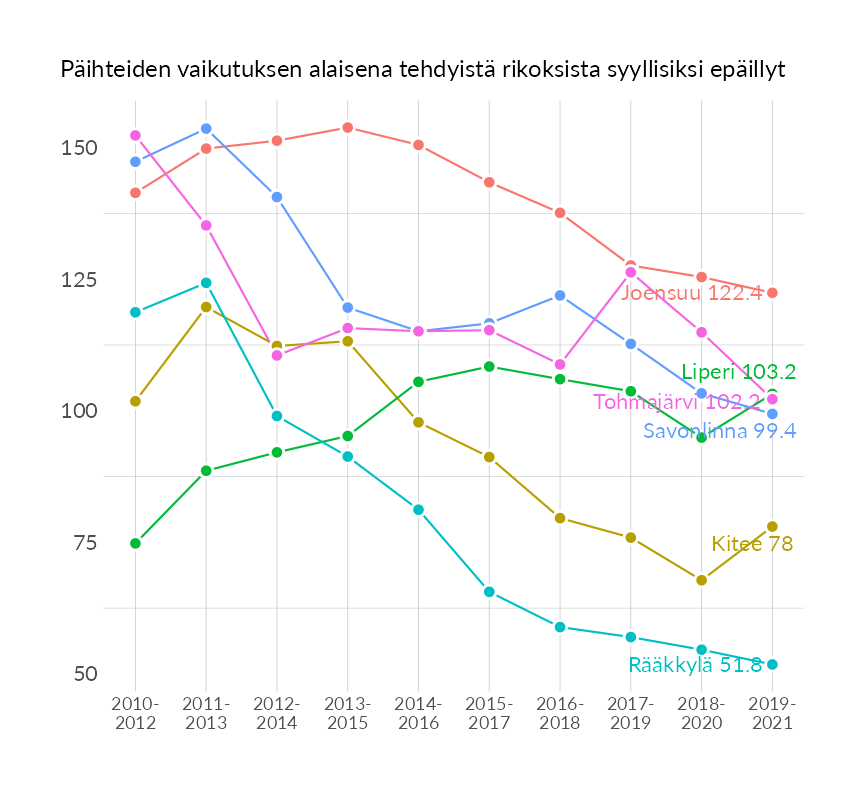 Päihteiden vaikutuksen alaisena tehdyistä rikoksista syyllisiksi epäillyt
150
125
Joensuu 122.4
Liperi 103.2
Tohmajärvi 102.2
100
Savonlinna 99.4
75
Kitee 78
Rääkkylä 51.8
50
2010- 2011- 2012- 2013- 2014- 2015- 2016- 2017- 2018- 2019-
2012 2013 2014 2015 2016 2017 2018 2019 2020 2021